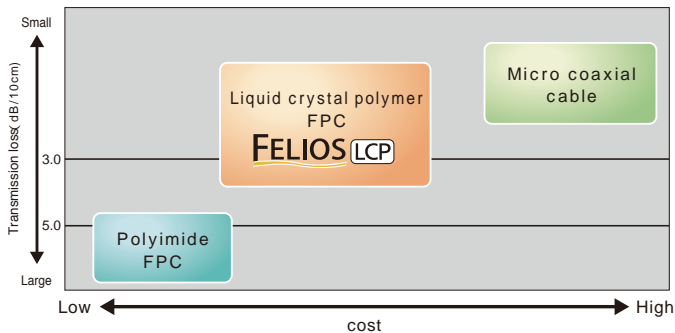 Small
Transmission loss( dB/10cm)
3.0
5.0
Large
Liquid crystal polymer
FPC
FELIOS LCP
Micro coaxial
cable
Polyimide
FPC
Low
High
cost